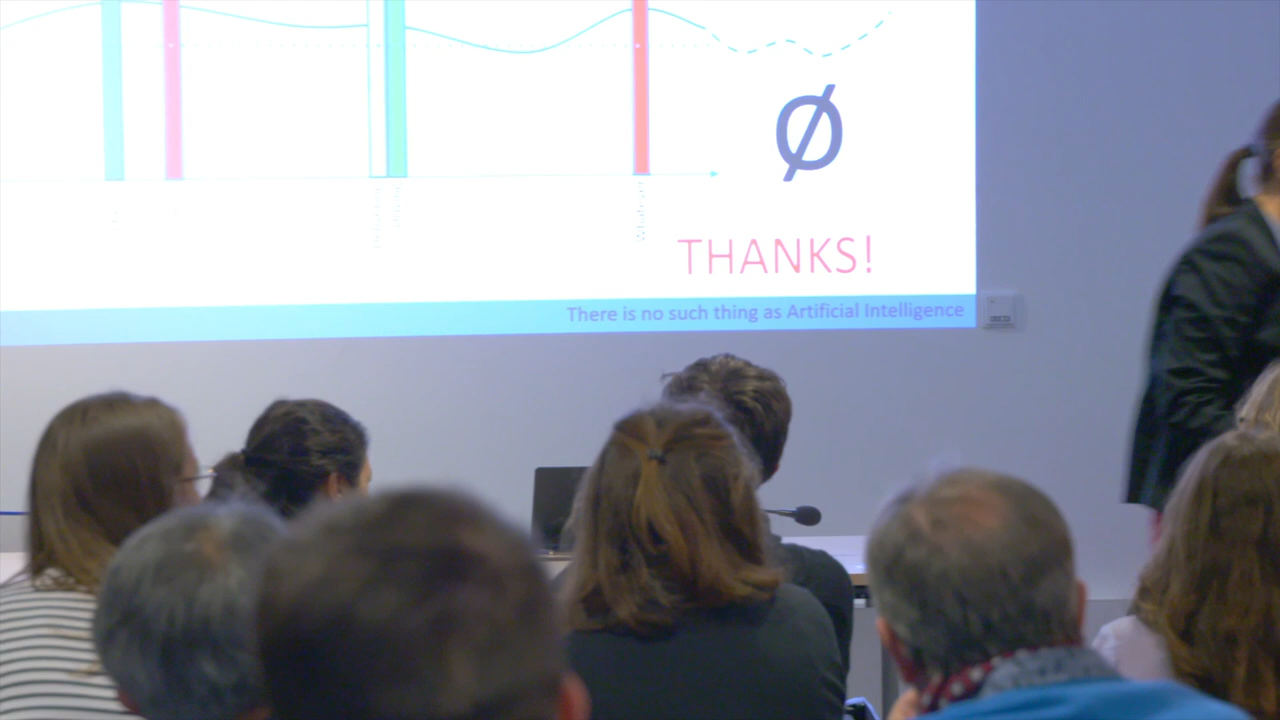 Ø
THANKS!
There is no such thing as Artificial Intelligence